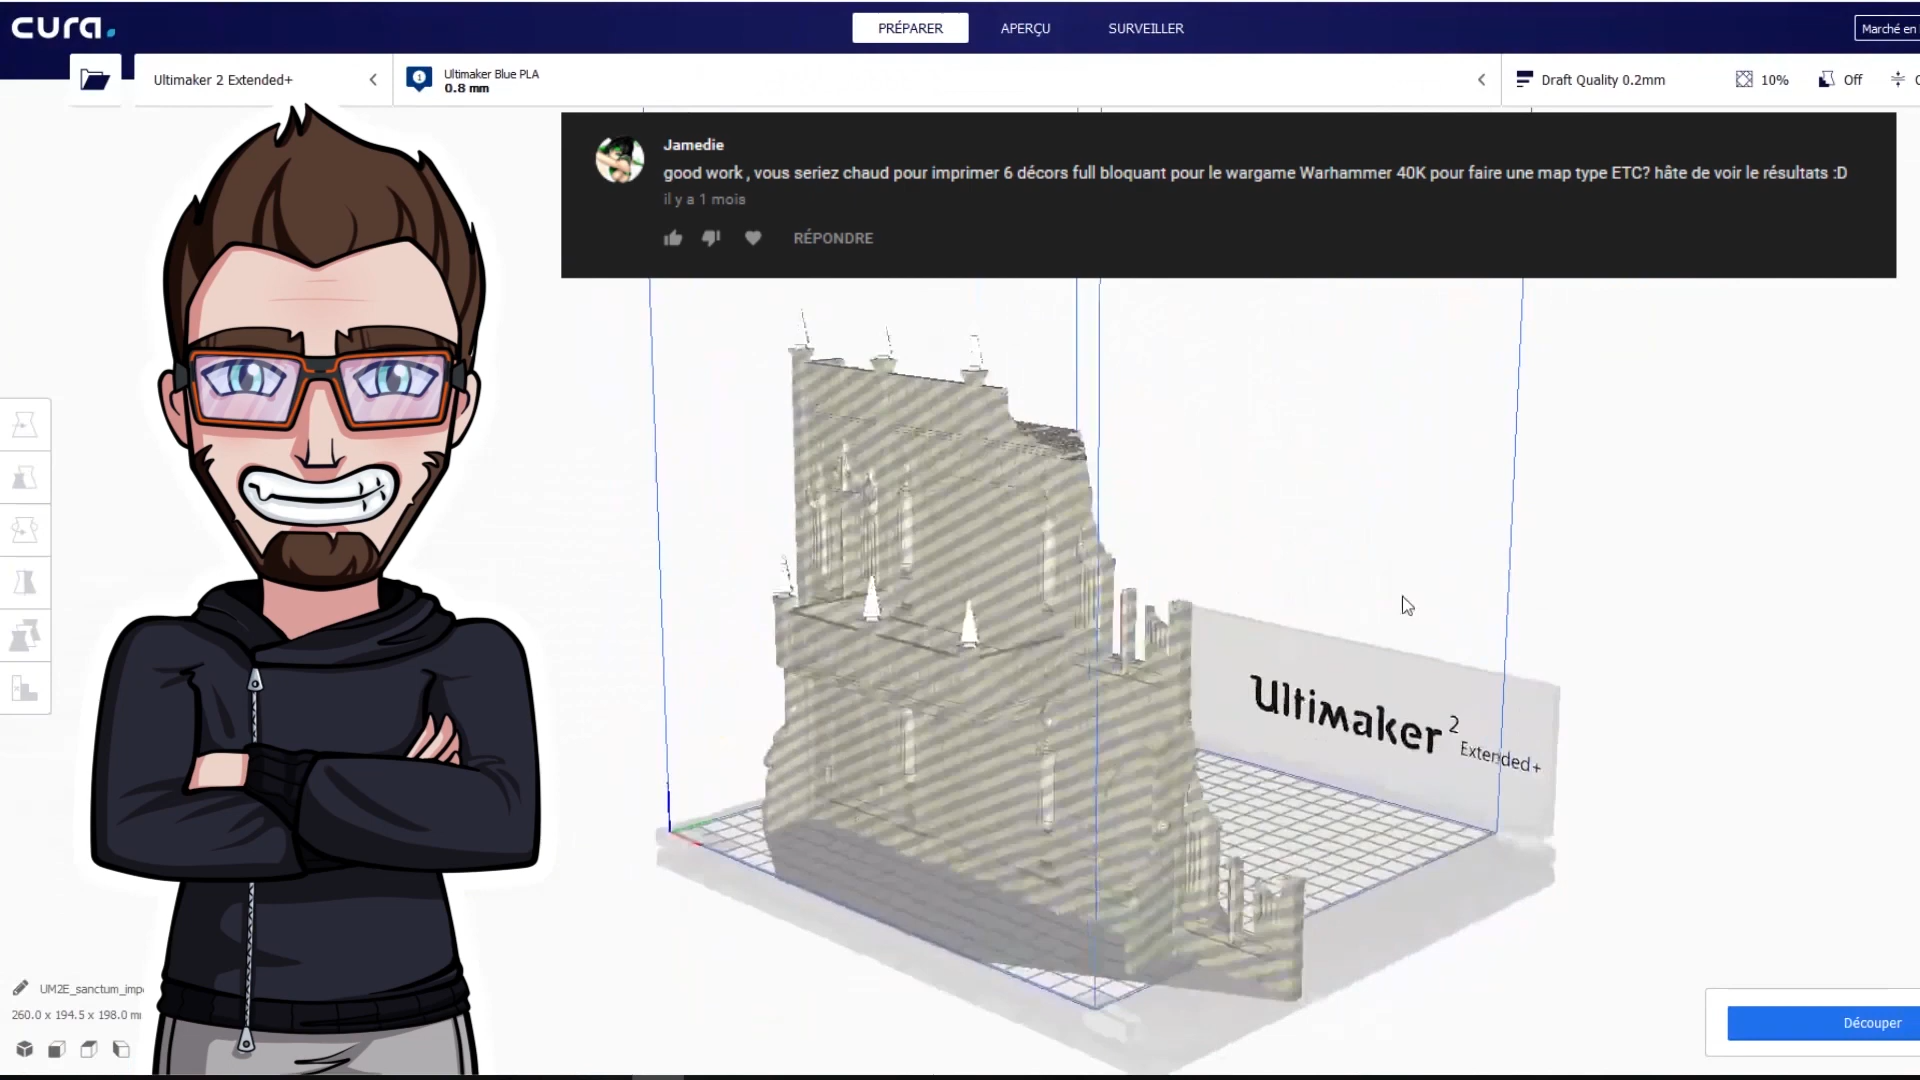 cura.
PRÉPARER
APERÇU
SURVEILLER
Marché en
Ultimaker 2 Extended+
1
Ultimaker Blue PLA
0.8 mm
Draft Quality 0.2mm
10%
Off
Jamedie
good work , vous seriez chaud pour imprimer 6 décors full bloquant pour le wargame Warhammer 40K pour faire une map type ETC? hâte de voir le résultats :D
il y a 1 mois
RÉPONDRE
Ultimaker 2
Extended+
UM2E_sanctum_imp
260.0 x 194.5 x 198.0
Découper